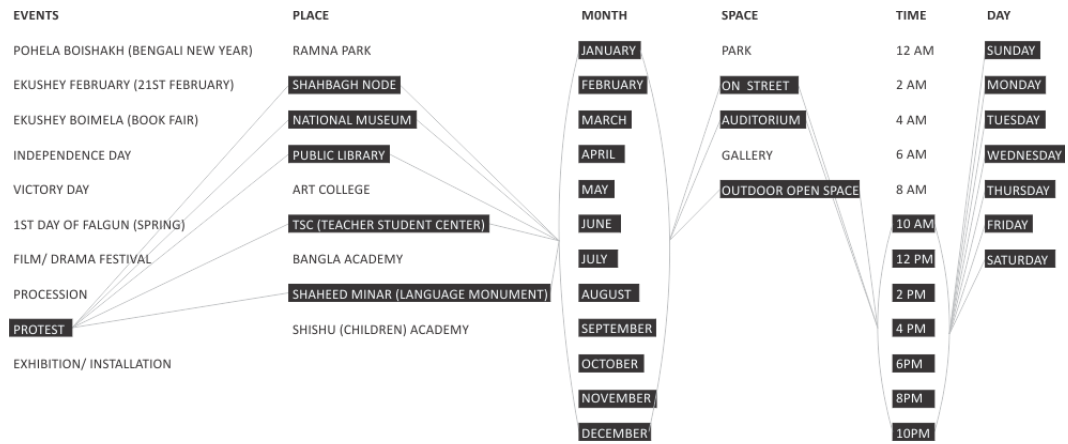 EVENTS PLACE M0NTH SPACE TIME DAY
POHELA BOISHAKH (BENGALI NEW YEAR) RAMNA PARK JANUARY PARK 12 AM SUNDAY
EKUSHEY FEBRUARY (21ST FEBRUARY) SHAHBAGH NODE FEBRUARY ON STREET 2 AM MONDAY
EKUSHEY BOIMELA (BOOK FAIR) NATIONAL MUSEUM MARCH AUDITORIUM 4 AM TUESDAY
INDEPENDENCE DAY PUBLIC LIBRARY APRIL GALLERY 6 AM WEDNESDAY
VICTORY DAY ART COLLEGE MAY OUTDOOR OPEN SPACE 8 AM THURSDAY
1ST DAY OF FALGUN (SPRING) TSC (TEACHER STUDENT CENTER) JUNE 10 AM FRIDAY
FILM/ DRAMA FESTIVAL BANGLA ACADEMY JULY 12 PM SATURDAY
PROCESSION SHAHEED MINAR (LANGUAGE MONUMENT) AUGUST 2 PM
PROTEST SHISHU (CHILDREN) ACADEMY SEPTEMBER 4 PM
EXHIBITION/ INSTALLATION OCTOBER 6PM
NOVEMBER 8PM
DECEMBER 10PM